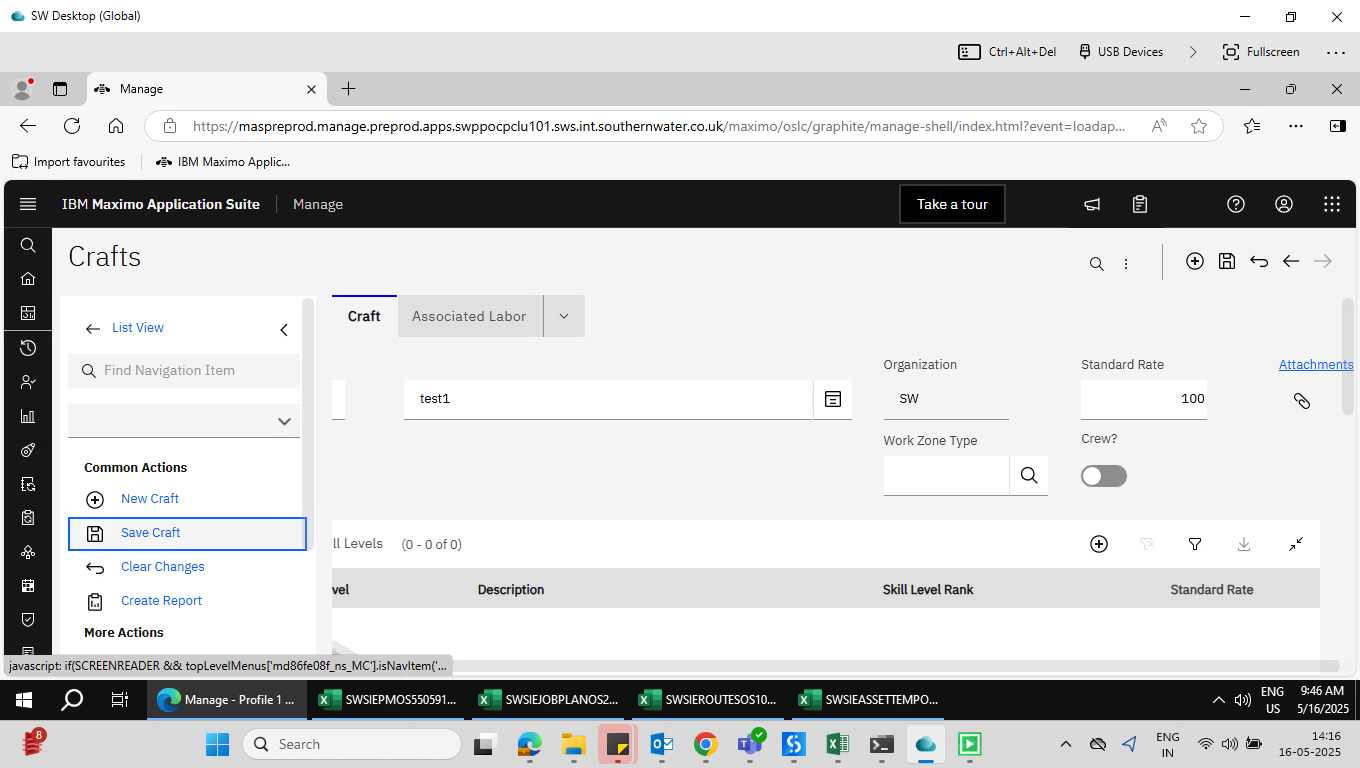 SW Desktop (Global)
Ctrl+Alt+Del
USB Devices
Fullscreen
Manage
https://maspreprod.manage.preprod.apps.swppocpclu101.sws.int.southernwater.co.uk/maximo/oslc/graphite/manage-shell/index.html?event=loadap...
Import favourites
IBM Maximo Applic...
IBM Maximo Application Suite
Manage
Take a tour
Crafts
List View
Find Navigation Item
Common Actions
New Craft
Save Craft
Clear Changes
Create Report
More Actions
Craft
Associated Labor
Organization
Standard Rate
Attachments
test1
SW
100
Work Zone Type
Crew?
ll Levels
(0 - 0 of 0)
vel
Description
Skill Level Rank
Standard Rate
javascript: if(SCREENREADER && topLevelMenus['md86fe08f_ns_MC'].isNavItem('...
Manage - Profile 1 ...
SWSIEPMOS550591...
SWSIEJOBPLANOS2...
SWSIEROUTESOS10...
SWSIEASSETTEMPO...
ENG
US
9:46 AM
5/16/2025
8
Search
ENG
IN
14:16
16-05-2025